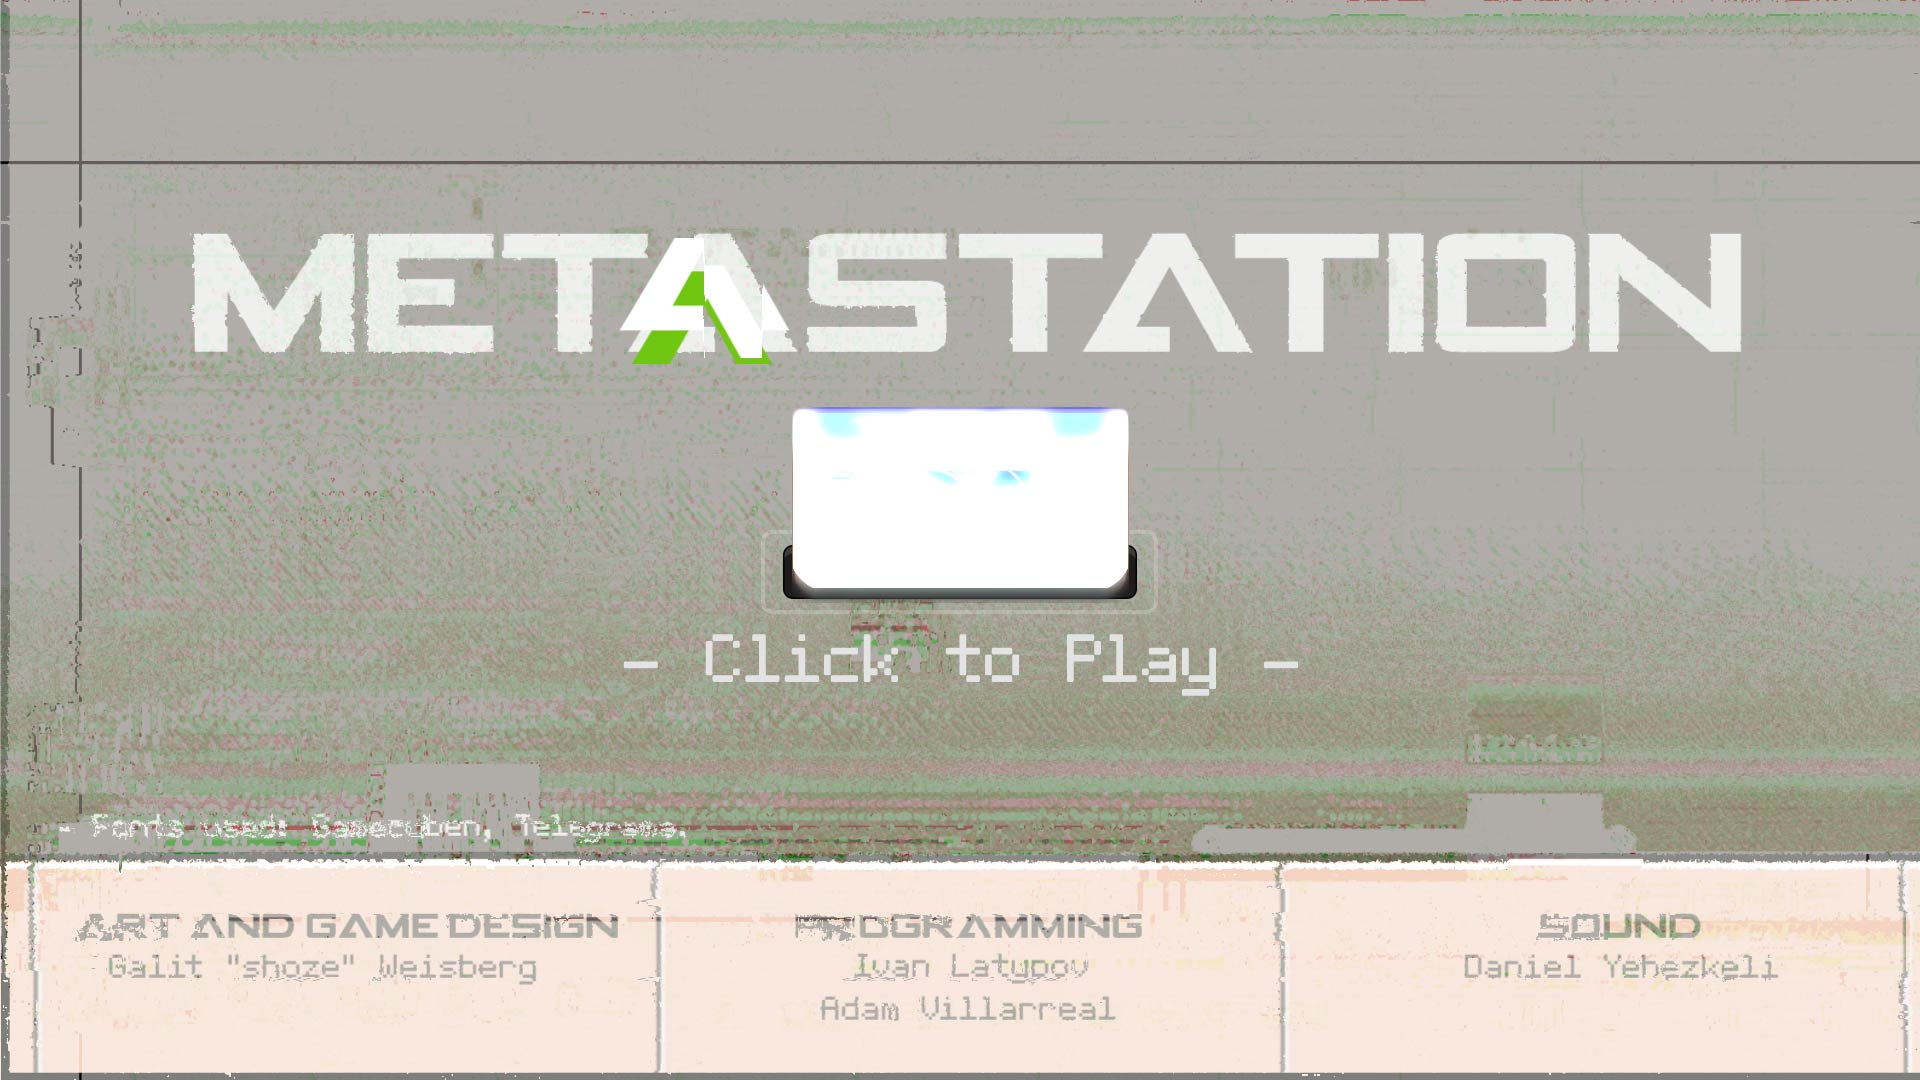 METASTATION
- Click to Play -
- Fonts used: Gamecuben, Telegrama.
ART AND GAME DESIGN
Galit "shoze" Weisberg
PROGRAMMING
Ivan Latypov
Adam Villarreal
SOUND
Daniel Yehezkeli